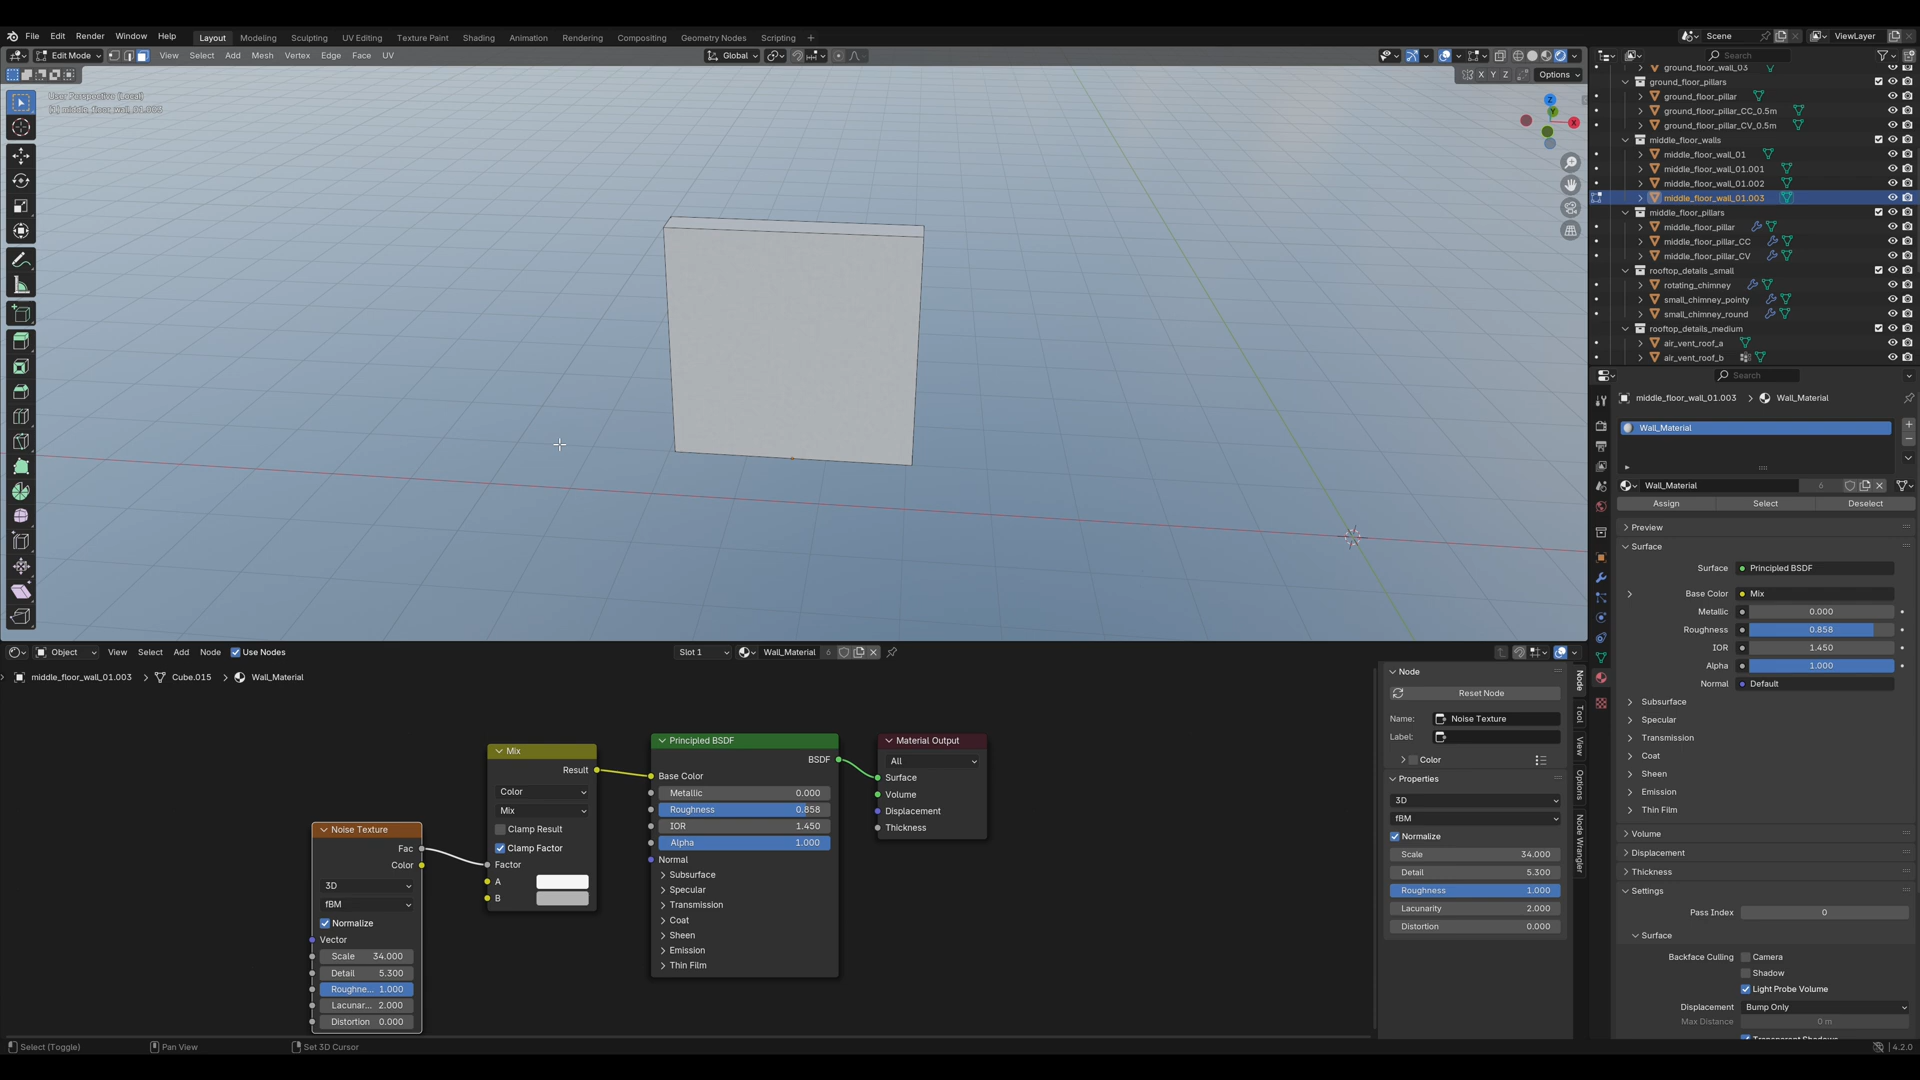 File Edit Render Window Help Layout Modeling Sculpting UV Editing Texture Paint Shading Animation Rendering Compositing Geometry Nodes Scripting + Scene ViewLayer
Edit Mode View Select Add Mesh Vertex Edge Face UV Global Search
X Y Z Options
User Perspective (Local)
(1) middle_floor_wall_01.003
Z
Y
X
ground_floor_wall_03
ground_floor_pillars
ground_floor_pillar
ground_floor_pillar_CC_0.5m
ground_floor_pillar_CV_0.5m
middle_floor_walls
middle_floor_wall_01
middle_floor_wall_01.001
middle_floor_wall_01.002
middle_floor_wall_01.003
middle_floor_pillars
middle_floor_pillar
middle_floor_pillar_CC
middle_floor_pillar_CV
rooftop_details _small
rotating_chimney
small_chimney_pointy
small_chimney_round
rooftop_details_medium
air_vent_roof_a
air_vent_roof_b
Search
middle_floor_wall_01.003 > Wall_Material
Wall_Material
Wall_Material 6
Assign Select Deselect
Preview
Surface
Surface Principled BSDF
Base Color Mix
Metallic 0.000
Roughness 0.858
IOR 1.450
Alpha 1.000
Normal Default
Subsurface
Specular
Transmission
Coat
Sheen
Emission
Thin Film
Volume
Displacement
Thickness
Settings
Pass Index 0
Surface
Backface Culling Camera
Shadow
Light Probe Volume
Displacement Bump Only
Max Distance 0 m
Transparent Shadows
Object View Select Add Node Use Nodes Slot 1 Wall_Material 6
middle_floor_wall_01.003 > Cube.015 > Wall_Material
Noise Texture
Fac
Color
3D
fBM
Normalize
Vector
Scale 34.000
Detail 5.300
Roughne... 1.000
Lacunar... 2.000
Distortion 0.000
Mix
Result
Color
Mix
Clamp Result
Clamp Factor
Factor
A
B
Principled BSDF
BSDF
Base Color
Metallic 0.000
Roughness 0.858
IOR 1.450
Alpha 1.000
Normal
Subsurface
Specular
Transmission
Coat
Sheen
Emission
Thin Film
Material Output
All
Surface
Volume
Displacement
Thickness
Node
Reset Node
Name: Noise Texture
Label:
Color
Properties
3D
fBM
Normalize
Scale 34.000
Detail 5.300
Roughness 1.000
Lacunarity 2.000
Distortion 0.000
Node
Tool
View
Options
Node Wrangler
Select (Toggle) Pan View Set 3D Cursor 4.2.0